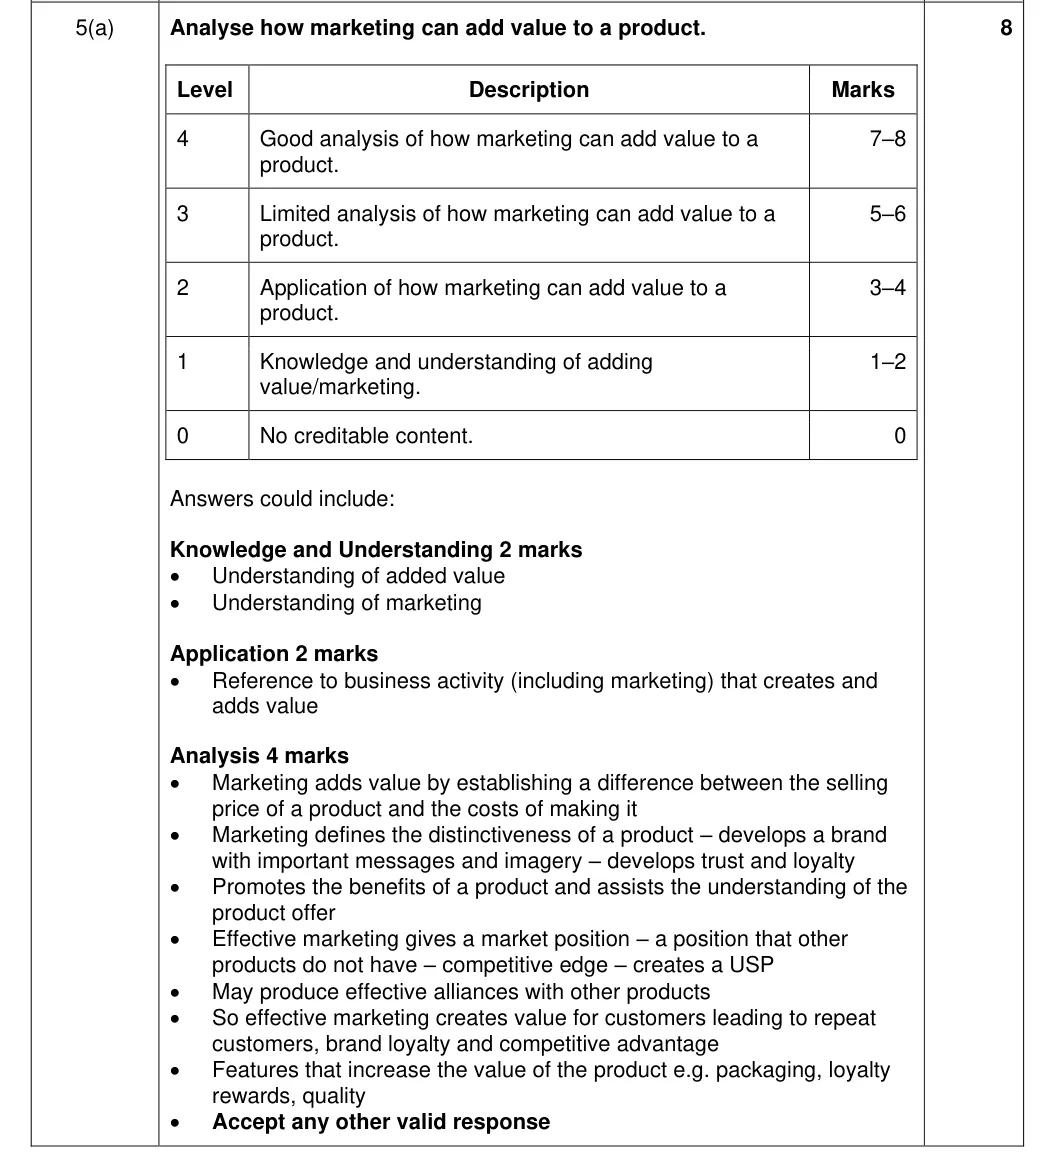 5(a) Analyse how marketing can add value to a product. 8
Level Description Marks
4 Good analysis of how marketing can add value to a 7–8
product.
3 Limited analysis of how marketing can add value to a 5–6
product.
2 Application of how marketing can add value to a 3–4
product.
1 Knowledge and understanding of adding 1–2
value/marketing.
0 No creditable content. 0
Answers could include:
Knowledge and Understanding 2 marks
• Understanding of added value
• Understanding of marketing
Application 2 marks
• Reference to business activity (including marketing) that creates and
adds value
Analysis 4 marks
• Marketing adds value by establishing a difference between the selling
price of a product and the costs of making it
• Marketing defines the distinctiveness of a product – develops a brand
with important messages and imagery – develops trust and loyalty
• Promotes the benefits of a product and assists the understanding of the
product offer
• Effective marketing gives a market position – a position that other
products do not have – competitive edge – creates a USP
• May produce effective alliances with other products
• So effective marketing creates value for customers leading to repeat
customers, brand loyalty and competitive advantage
• Features that increase the value of the product e.g. packaging, loyalty
rewards, quality
• Accept any other valid response